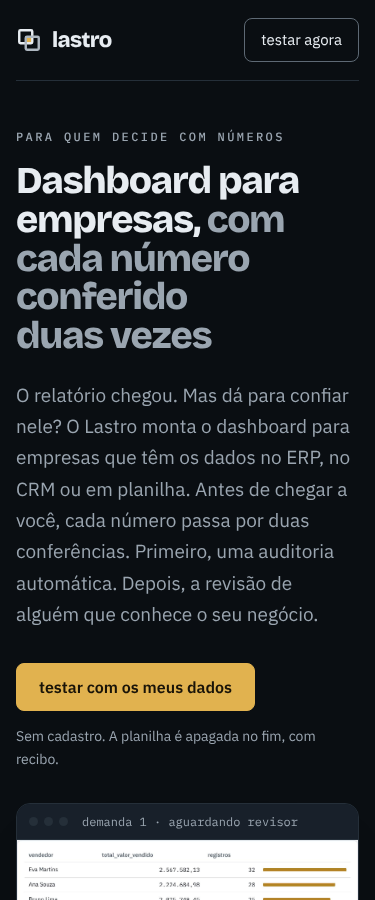 lastro
testar agora
PARA QUEM DECIDE COM NÚMEROS
Dashboard para
empresas, com
cada número
conferido
duas vezes
O relatório chegou. Mas dá para confiar
nele? O Lastro monta o dashboard para
empresas que têm os dados no ERP, no
CRM ou em planilha. Antes de chegar a
você, cada número passa por duas
conferências. Primeiro, uma auditoria
automática. Depois, a revisão de
alguém que conhece o seu negócio.
testar com os meus dados
Sem cadastro. A planilha é apagada no fim, com
recibo.
demanda 1 · aguardando revisor
vendedor total_valor_vendido registros
Eva Martins 2.567.582,13 32
Ana Souza 2.224.684,98 78